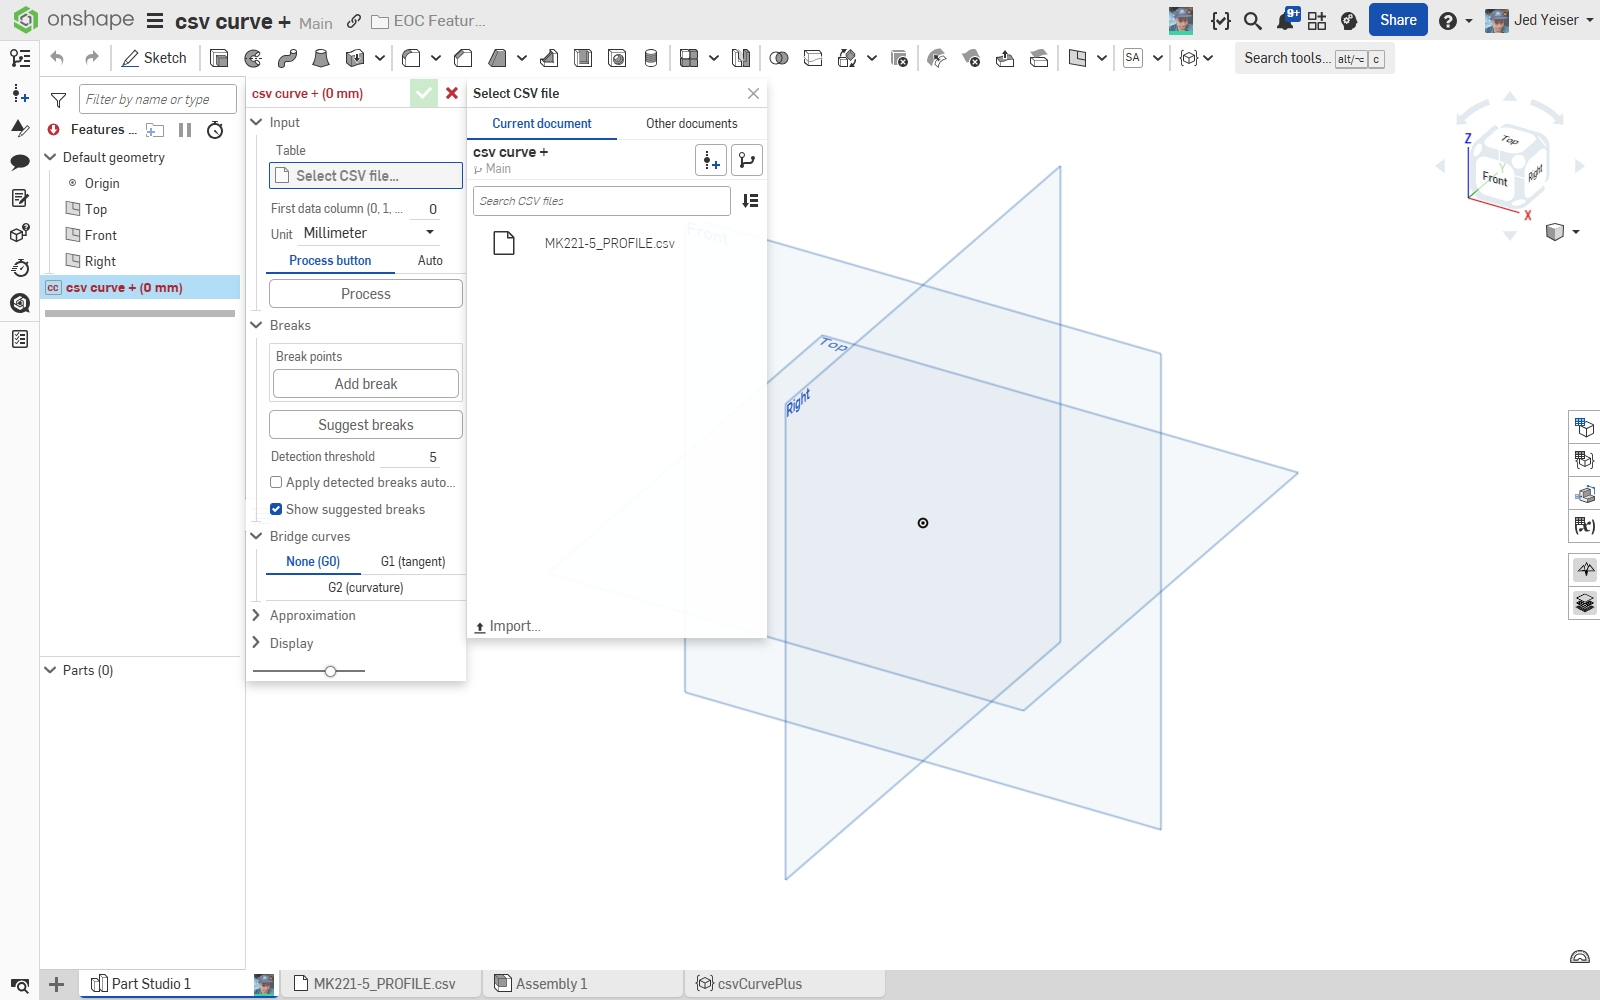 onshape csv curve + Main EOC Featur... 9+ Share Jed Yeiser
Sketch SA Search tools... alt/⌥ c
Filter by name or type
Features ...
Default geometry
Origin
Top
Front
Right
cc csv curve + (0 mm)
Parts (0)
csv curve + (0 mm)
Input
Table
Select CSV file...
First data column (0, 1, ... 0
Unit Millimeter
Process button Auto
Process
Breaks
Break points
Add break
Suggest breaks
Detection threshold 5
Apply detected breaks auto...
Show suggested breaks
Bridge curves
None (G0) G1 (tangent)
G2 (curvature)
Approximation
Display
Select CSV file
Current document Other documents
csv curve +
Main
Search CSV files
MK221-5_PROFILE.csv
Import...
Front
Top
Right
Z
Top
Y
Front Right
X
Part Studio 1 MK221-5_PROFILE.csv Assembly 1 csvCurvePlus